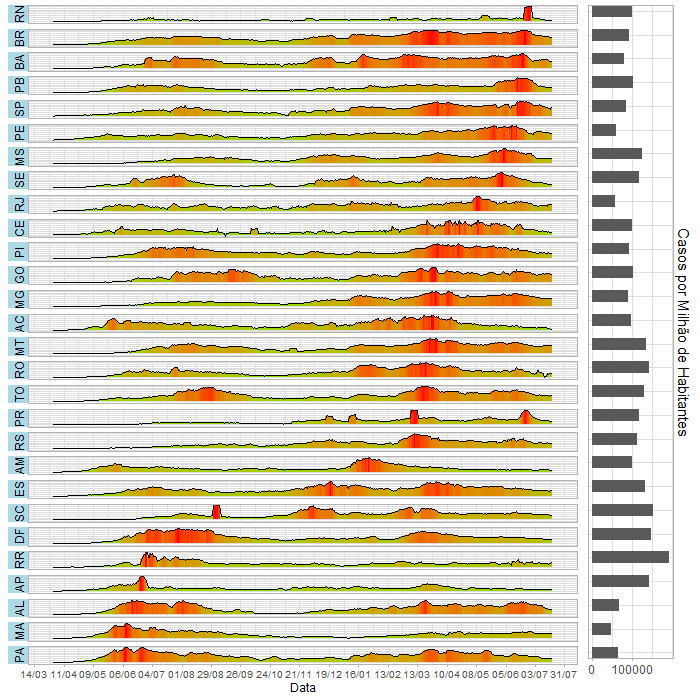 RN
BR
BA
PB
SP
PE
MS
SE
RJ
CE
PI
GO
MG
AC
MT
RO
TO
PR
RS
AM
ES
SC
DF
RR
AP
AL
MA
PA
14/03 11/04 09/05 06/06 04/07 01/08 29/08 26/09 24/10 21/11 19/12 16/01 13/02 13/03 10/04 08/05 05/06 03/07 31/07
Data
0 100000
Casos por Milhão de Habitantes